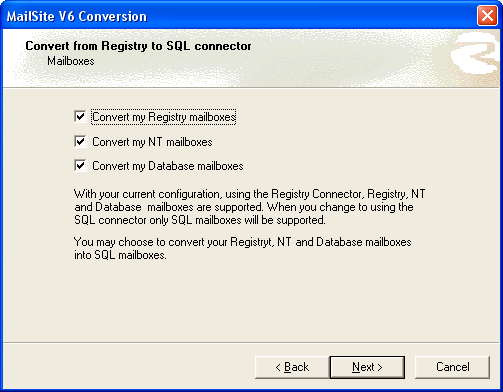 MailSite V6 Conversion
Convert from Registry to SQL connector
Mailboxes
Convert my Registry mailboxes
Convert my NT mailboxes
Convert my Database mailboxes
With your current configuration, using the Registry Connector, Registry, NT
and Database  mailboxes are supported. When you change to using the
SQL connector only SQL mailboxes will be supported.
You may choose to convert your Registryt, NT and Database mailboxes
into SQL mailboxes.
< Back
Next >
Cancel